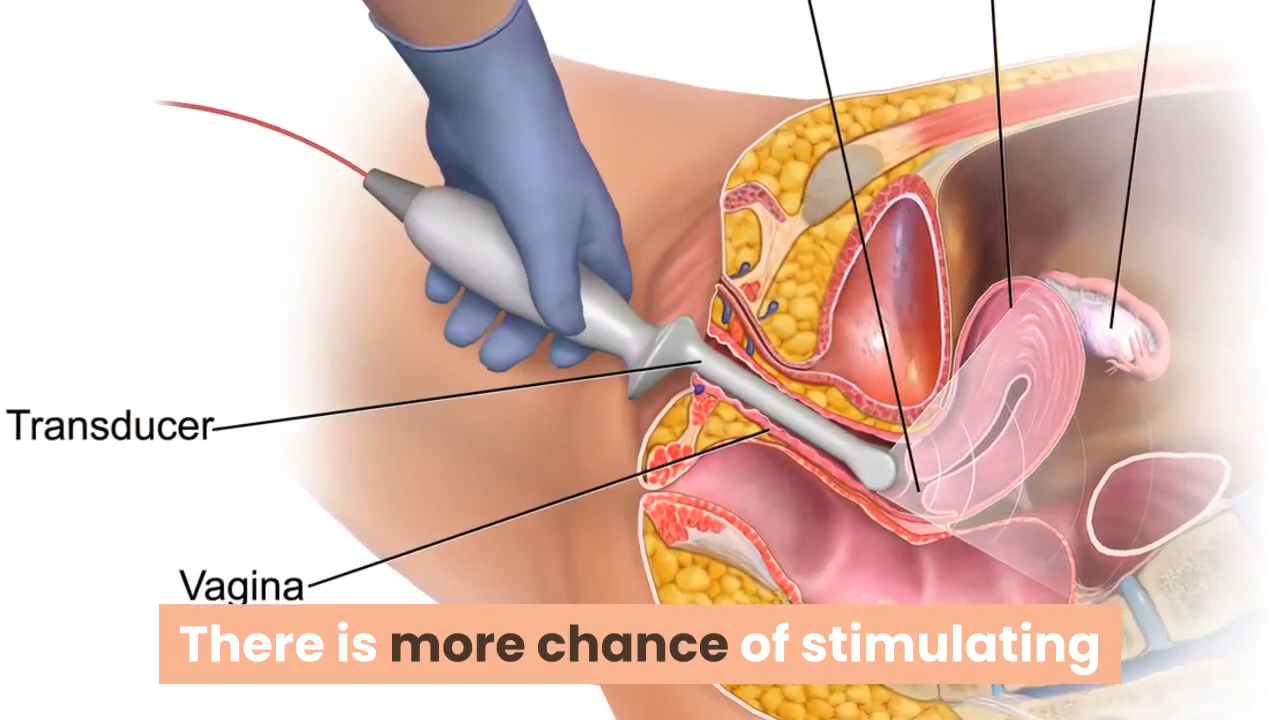 Transducer
Vagina
There is more chance of stimulating